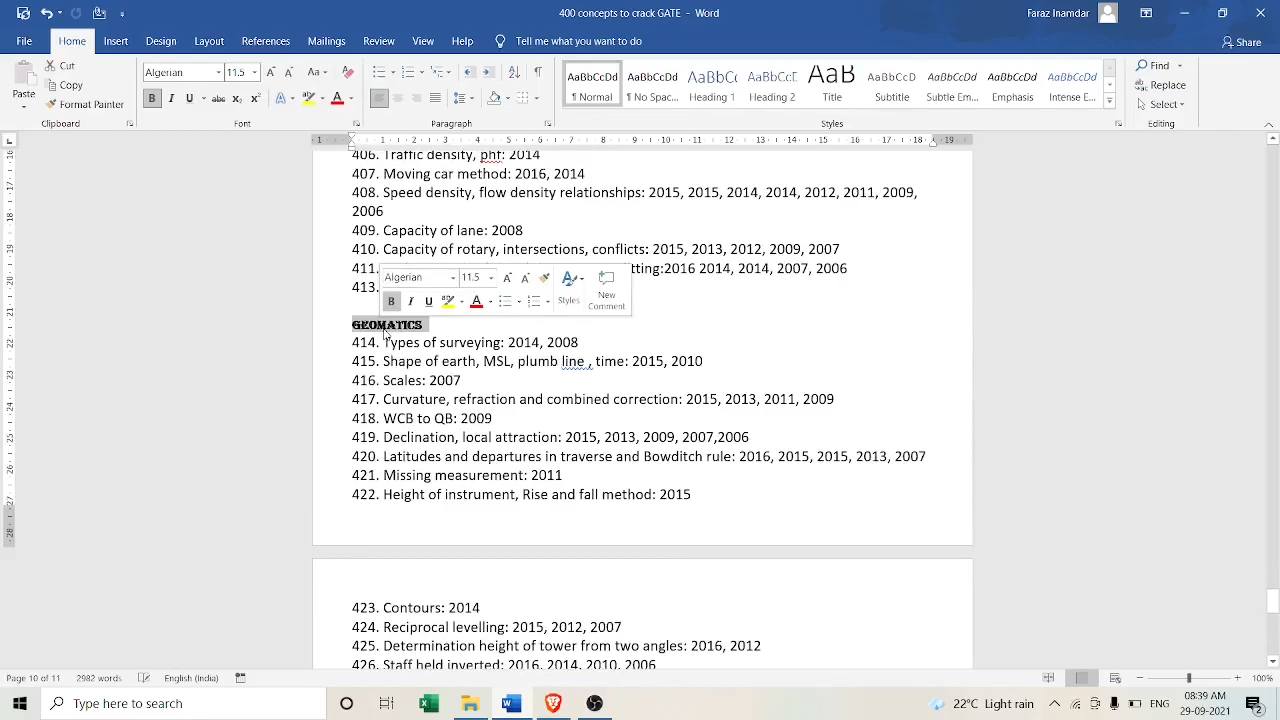 400 concepts to crack GATE - Word
Faraz Inamdar
File Home Insert Design Layout References Mailings Review View Help Tell me what you want to do Share
Paste Cut Copy Format Painter
Algerian 11.5
AaBbCcDd AaBbCcDd AaBbCc AaBbCcDd AaB AaBbCcDd AaBbCcDd AaBbCcDd AaBbCcDd
¶ Normal ¶ No Spac... Heading 1 Heading 2 Title Subtitle Subtle Em... Emphasis Intense E...
Find Replace Select
Clipboard Font Paragraph Styles Editing
406. Traffic density, phf: 2014
407. Moving car method: 2016, 2014
408. Speed density, flow density relationships: 2015, 2015, 2014, 2014, 2012, 2011, 2009,
2006
409. Capacity of lane: 2008
410. Capacity of rotary, intersections, conflicts: 2015, 2013, 2012, 2009, 2007
411. tting:2016 2014, 2014, 2007, 2006
413.
Algerian 11.5
Styles New Comment
GEOMATICS
414. Types of surveying: 2014, 2008
415. Shape of earth, MSL, plumb line , time: 2015, 2010
416. Scales: 2007
417. Curvature, refraction and combined correction: 2015, 2013, 2011, 2009
418. WCB to QB: 2009
419. Declination, local attraction: 2015, 2013, 2009, 2007,2006
420. Latitudes and departures in traverse and Bowditch rule: 2016, 2015, 2015, 2013, 2007
421. Missing measurement: 2011
422. Height of instrument, Rise and fall method: 2015
423. Contours: 2014
424. Reciprocal levelling: 2015, 2012, 2007
425. Determination height of tower from two angles: 2016, 2012
426. Staff held inverted: 2016, 2014, 2010, 2006
Page 10 of 11 2982 words English (India) 100%
Type here to search
22°C Light rain ENG 08:39 AM
29-09-2021